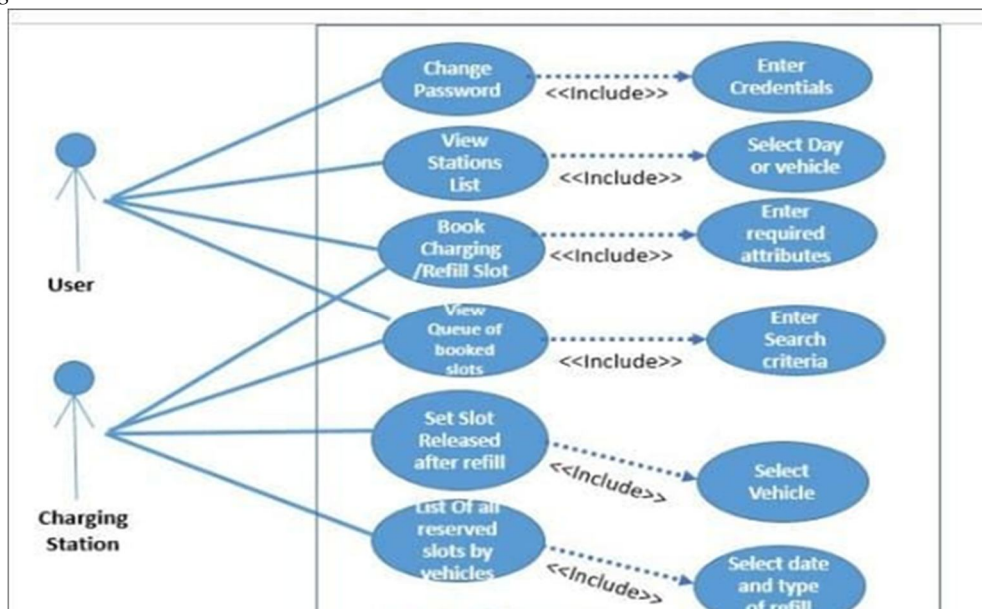 Change
Password
<<Include>>
Enter
Credentials
View
Stations
List
<<Include>>
Select Day
or vehicle
Book
Charging
/Refill Slot
<<Include>>
Enter
required
attributes
User
View
Queue of
booked
slots
<<Include>>
Enter
Search
criteria
Set Slot
Released
after refill
<<Include>>
Select
Vehicle
Charging
Station
List Of all
reserved
slots by
vehicles
<<Include>>
Select date
and type
of refill